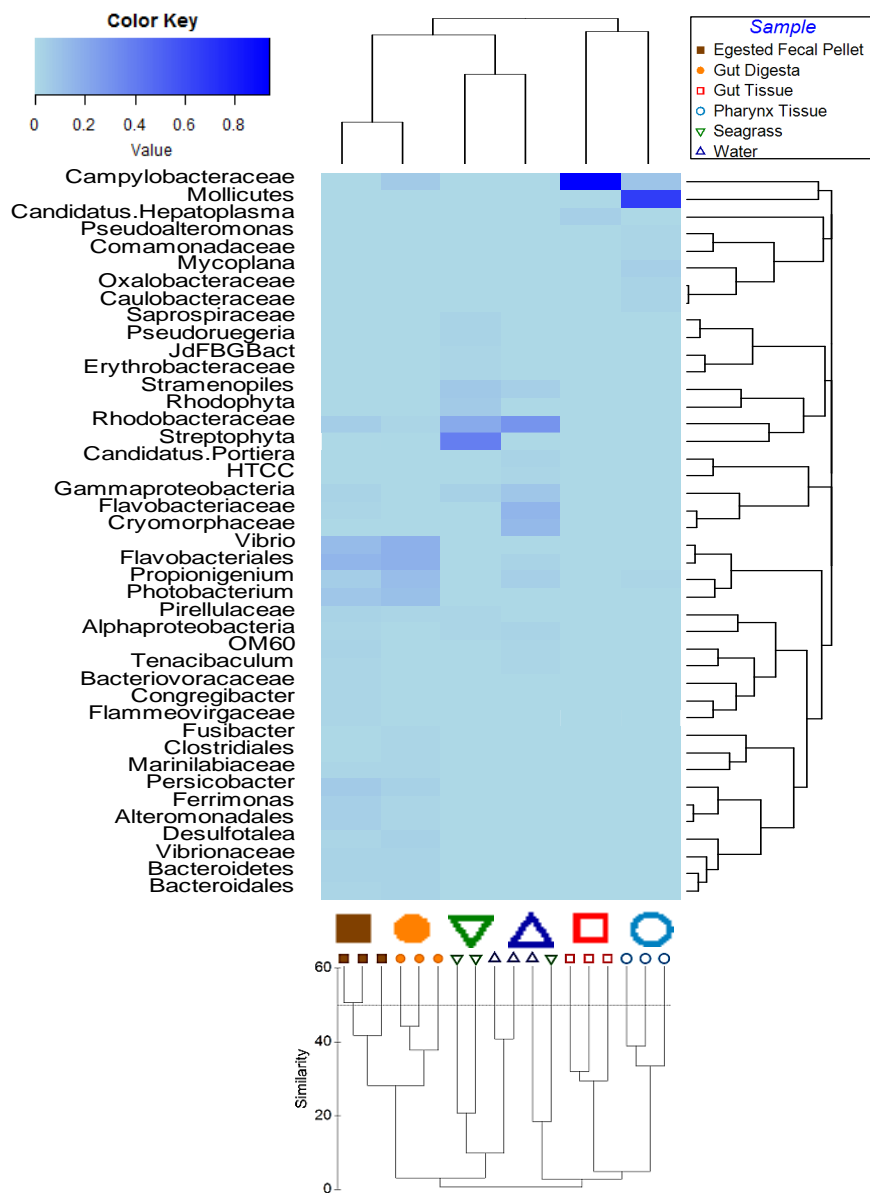 Color Key
0 0.2 0.4 0.6 0.8
Value
Sample
Egested Fecal Pellet
Gut Digesta
Gut Tissue
Pharynx Tissue
Seagrass
Water
Campylobacteraceae
Mollicutes
Candidatus.Hepatoplasma
Pseudoalteromonas
Comamonadaceae
Mycoplana
Oxalobacteraceae
Caulobacteraceae
Saprospiraceae
Pseudoruegeria
JdFBGBact
Erythrobacteraceae
Stramenopiles
Rhodophyta
Rhodobacteraceae
Streptophyta
Candidatus.Portiera
HTCC
Gammaproteobacteria
Flavobacteriaceae
Cryomorphaceae
Vibrio
Flavobacteriales
Propionigenium
Photobacterium
Pirellulaceae
Alphaproteobacteria
OM60
Tenacibaculum
Bacteriovoracaceae
Congregibacter
Flammeovirgaceae
Fusibacter
Clostridiales
Marinilabiaceae
Persicobacter
Ferrimonas
Alteromonadales
Desulfotalea
Vibrionaceae
Bacteroidetes
Bacteroidales
60
40
20
0
Similarity